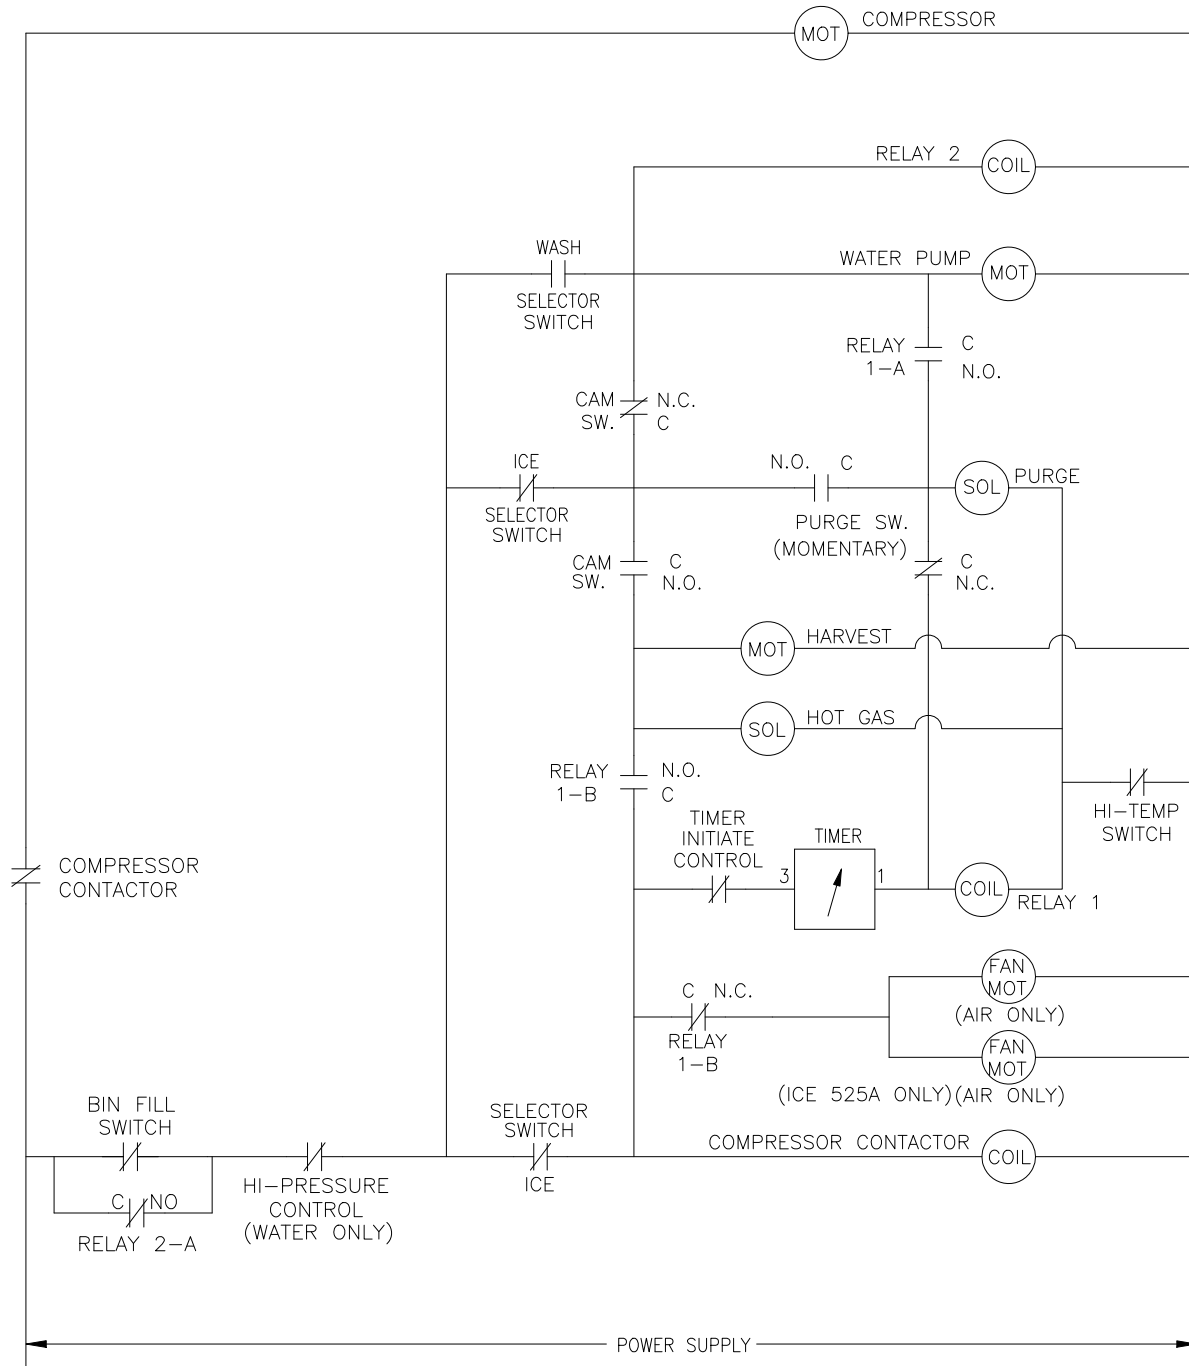 COMPRESSOR
MOT
RELAY 2
COIL
WASH
SELECTOR
SWITCH
WATER PUMP
MOT
RELAY
1-A
C
N.O.
CAM
SW.
N.C.
C
ICE
SELECTOR
SWITCH
N.O. C
PURGE SW.
(MOMENTARY)
SOL
PURGE
CAM
SW.
C
N.O.
C
N.C.
MOT
HARVEST
SOL
HOT GAS
RELAY
1-B
N.O.
C
HI-TEMP
SWITCH
TIMER
INITIATE
CONTROL
TIMER
3
1
COIL
RELAY 1
COMPRESSOR
CONTACTOR
C N.C.
RELAY
1-B
FAN
MOT
(AIR ONLY)
FAN
MOT
(ICE 525A ONLY) (AIR ONLY)
BIN FILL
SWITCH
C NO
RELAY 2-A
HI-PRESSURE
CONTROL
(WATER ONLY)
SELECTOR
SWITCH
ICE
COMPRESSOR CONTACTOR
COIL
POWER SUPPLY